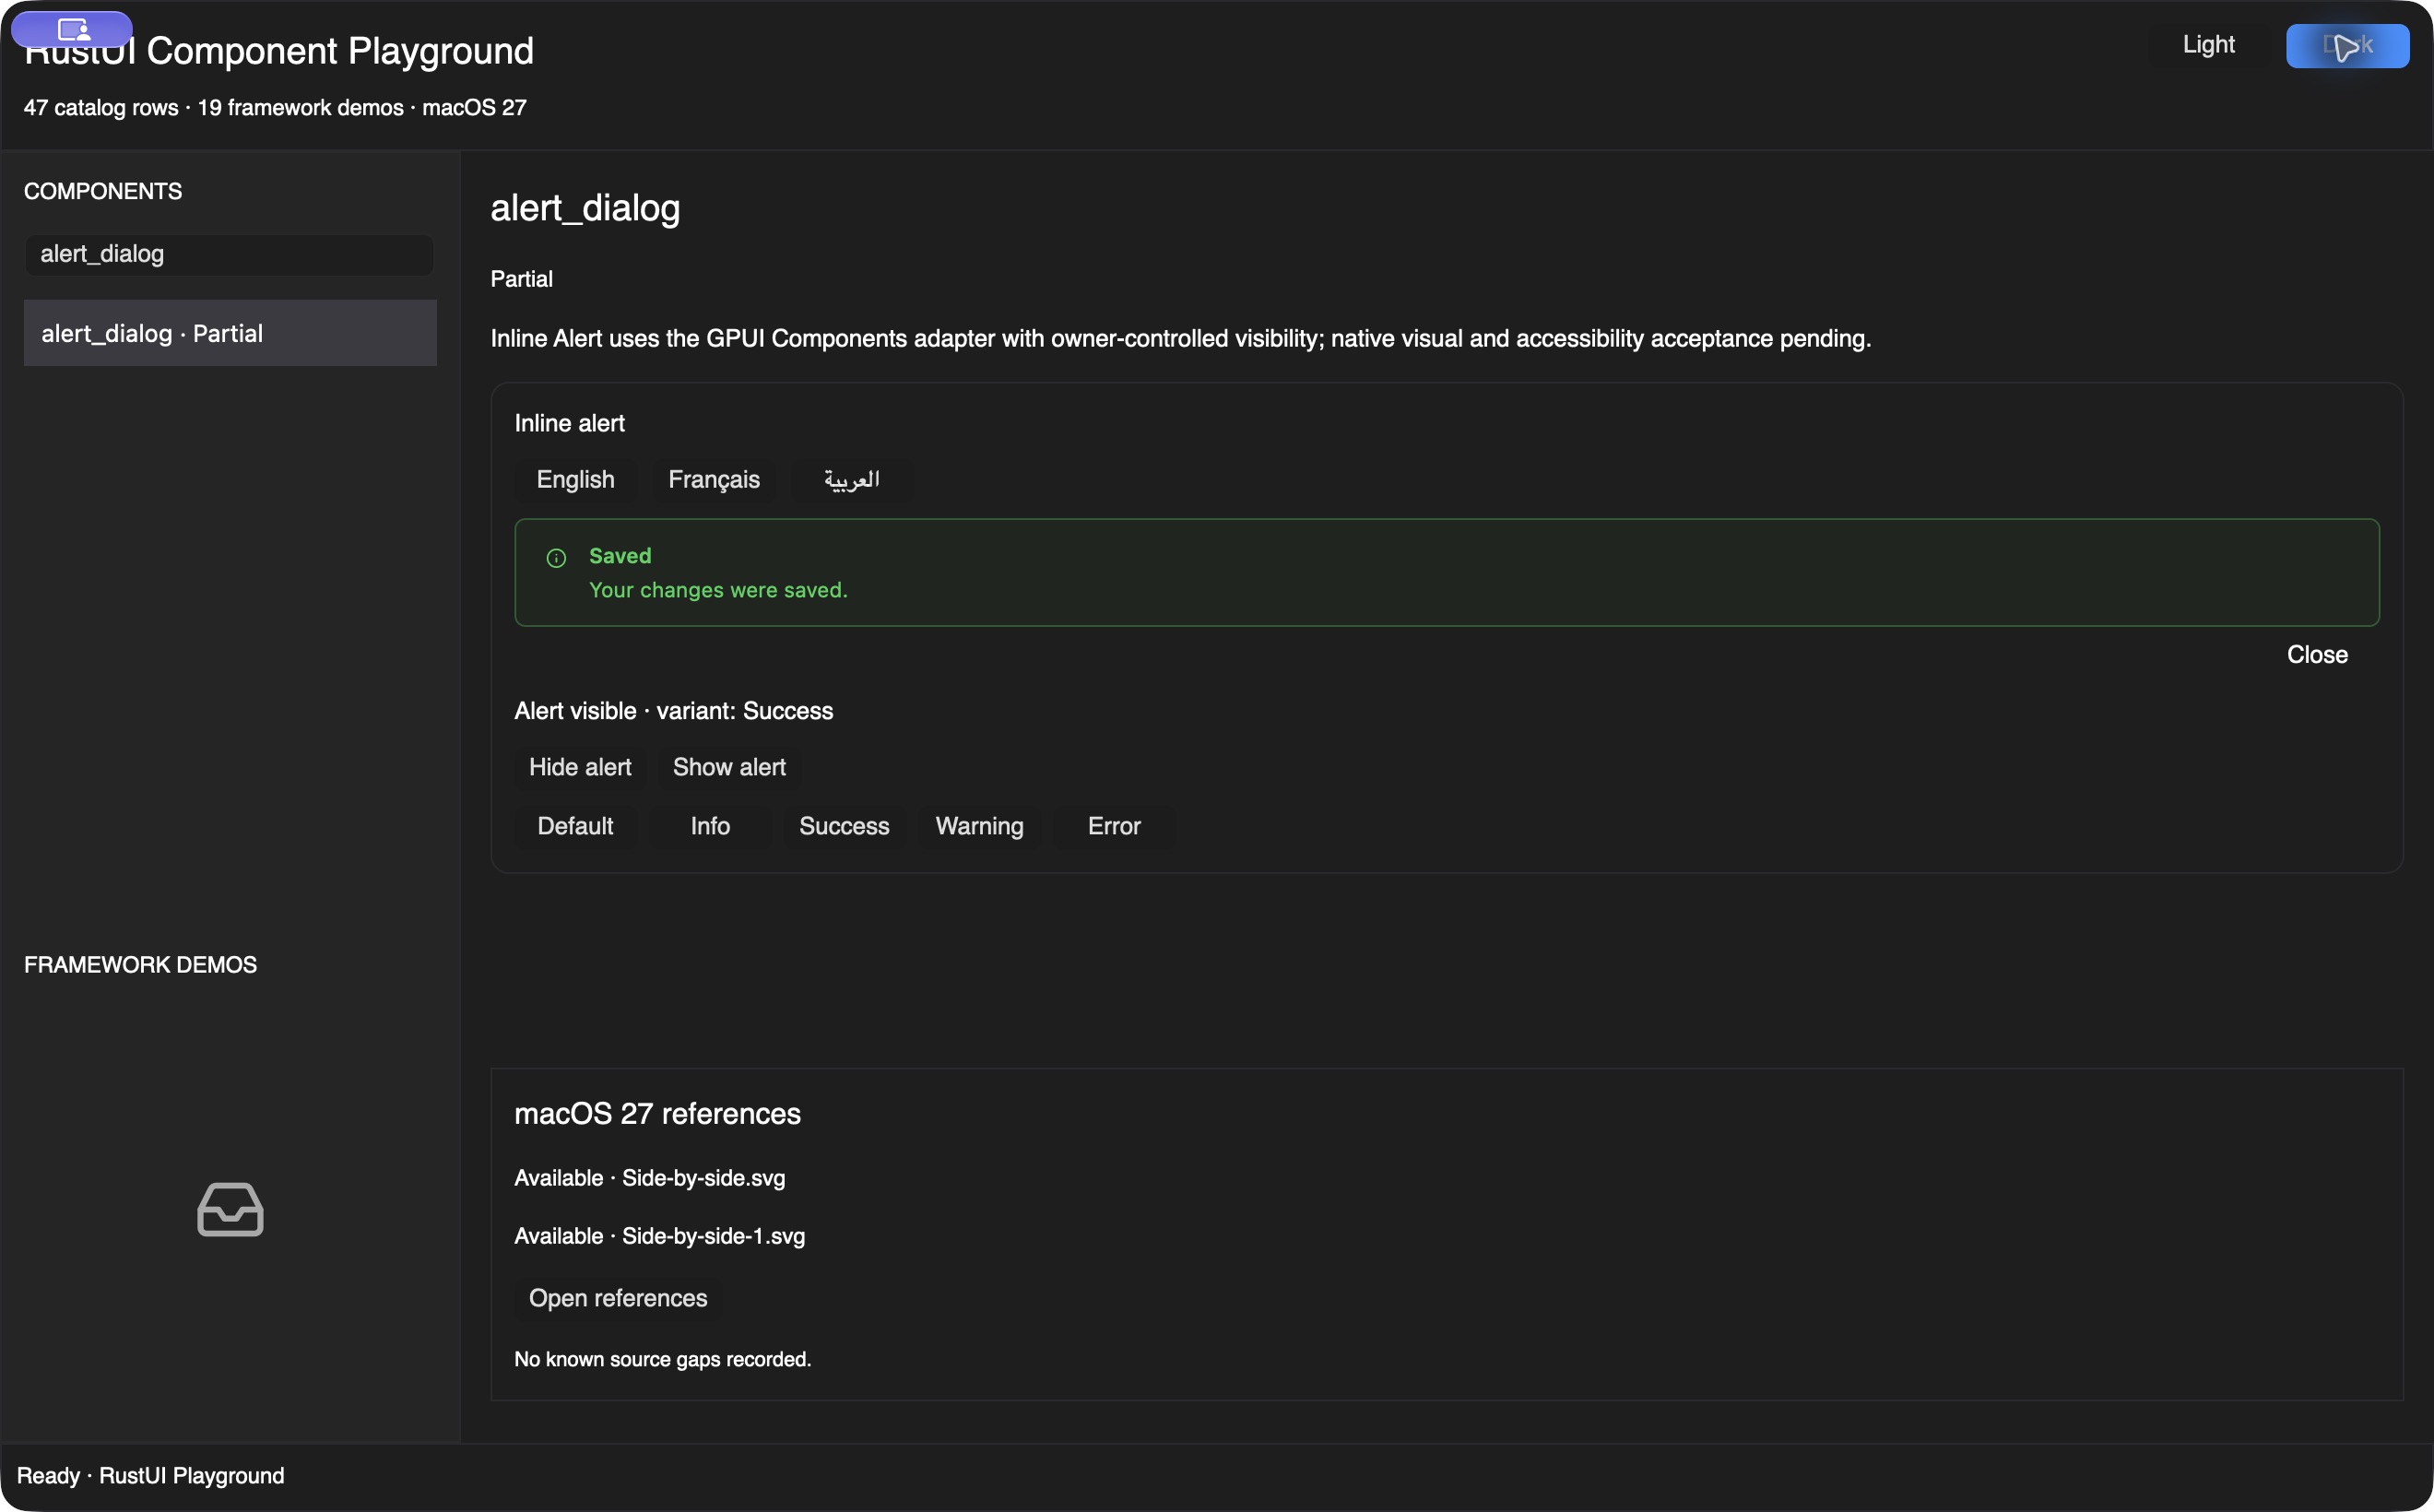 RustUI Component Playground
Light
47 catalog rows · 19 framework demos · macOS 27
COMPONENTS
alert_dialog
alert_dialog · Partial
alert_dialog
Partial
Inline Alert uses the GPUI Components adapter with owner-controlled visibility; native visual and accessibility acceptance pending.
Inline alert
English Français العربية
Saved
Your changes were saved.
Close
Alert visible · variant: Success
Hide alert Show alert
Default Info Success Warning Error
FRAMEWORK DEMOS
macOS 27 references
Available · Side-by-side.svg
Available · Side-by-side-1.svg
Open references
No known source gaps recorded.
Ready · RustUI Playground